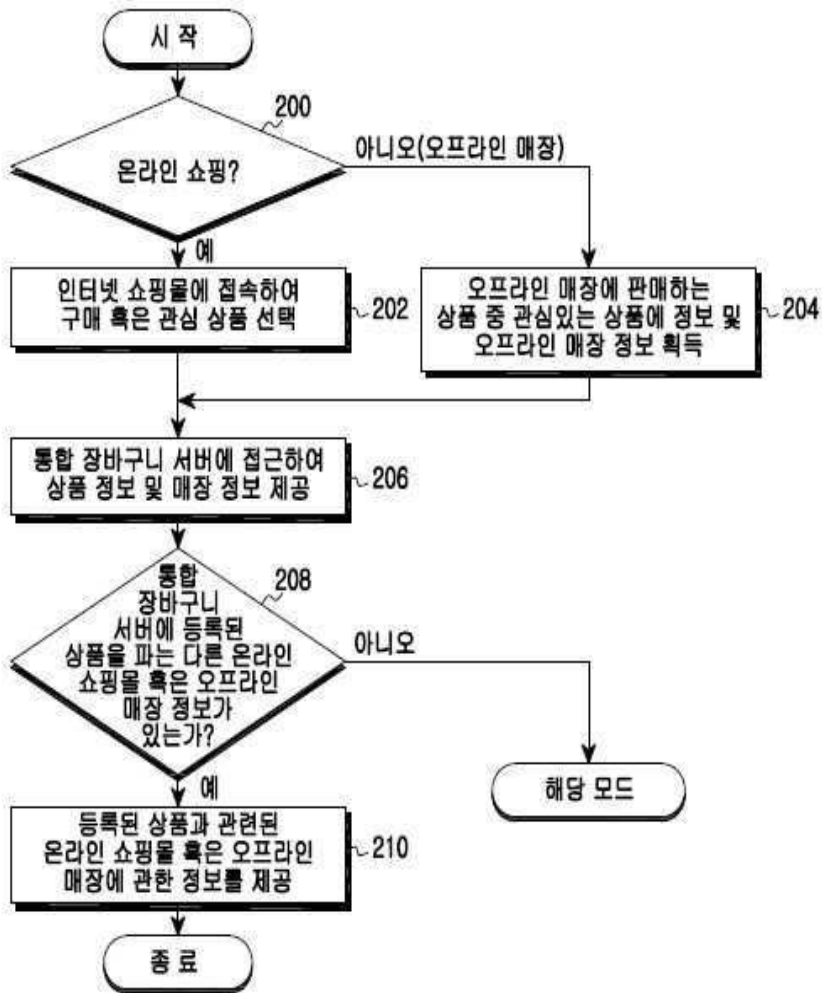 시 작
200
온라인 쇼핑?
아니오(오프라인 매장)
예
인터넷 쇼핑몰에 접속하여
구매 혹은 관심 상품 선택
202
오프라인 매장에 판매하는
상품 중 관심있는 상품에 정보 및
오프라인 매장 정보 획득
204
통합 장바구니 서버에 접근하여
상품 정보 및 매장 정보 제공
206
208
통합
장바구니
서버에 등록된
상품을 파는 다른 온라인
쇼핑몰 혹은 오프라인
매장 정보가
있는가?
아니오
예
해당 모드
등록된 상품과 관련된
온라인 쇼핑몰 혹은 오프라인
매장에 관한 정보를 제공
210
종 료